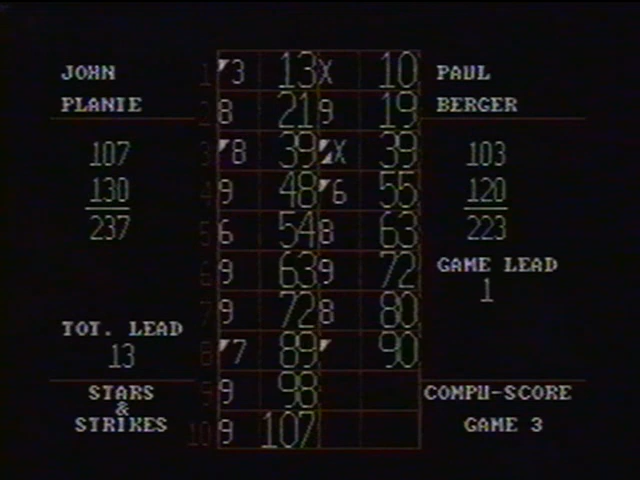 JOHN
PLANIE
107
130
237
TOT. LEAD
13
STARS
&
STRIKES
1 3 13 X 10
2 8 21 9 19
3 8 39 X 39
4 9 48 6 55
5 6 54 8 63
6 9 63 9 72
7 9 72 8 80
8 7 89 90
9 9 98
10 9 107
PAUL
BERGER
103
120
223
GAME LEAD
1
COMPU-SCORE
GAME 3